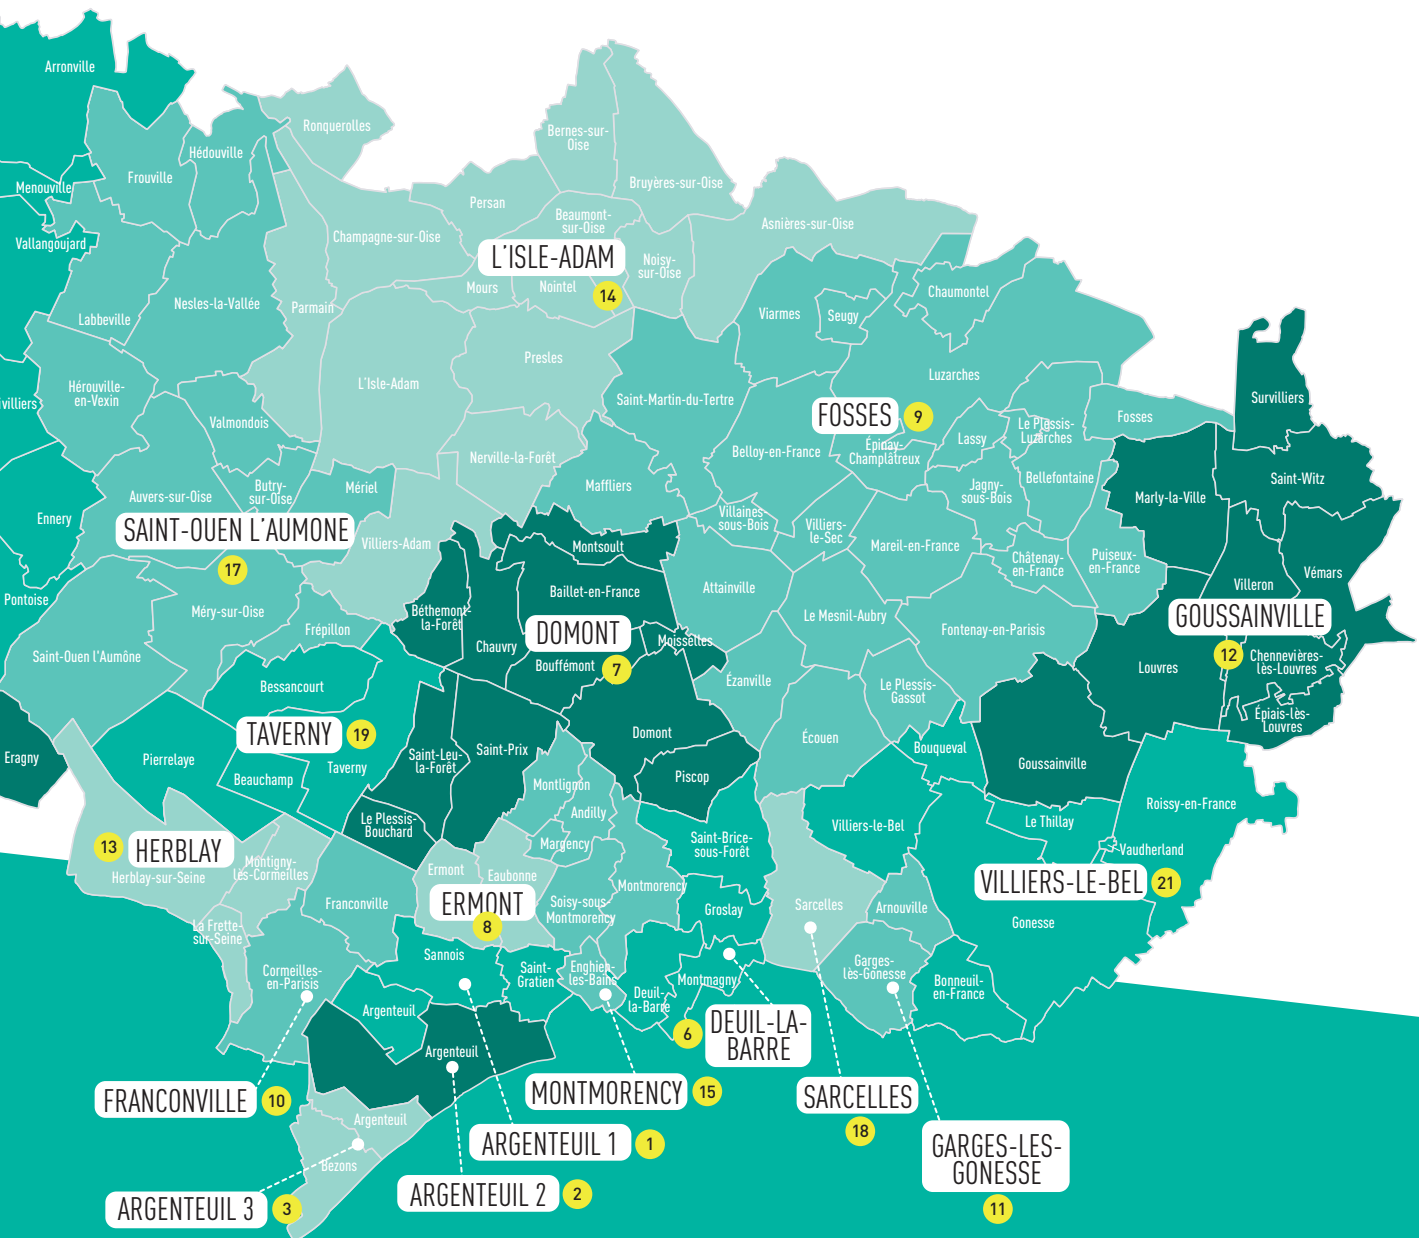 Arronville
Ronquerolles
Bernes-sur-
Oise
Hédouville
Frouville
Menouville
Bruyères-sur-Oise
Persan
Beaumont-
sur-Oise
Asnières-sur-Oise
Champagne-sur-Oise
Vallangoujard
L'ISLE-ADAM
14
Noisy-
sur-Oise
Mours
Nointel
Chaumontel
Nesles-la-Vallée
Parmain
Labbeville
Viarmes
Seugy
Presles
L'Isle-Adam
Luzarches
Hérouville-
en-Vexin
ivilliers
Saint-Martin-du-Tertre
Survilliers
FOSSES
9
Fosses
Valmondois
Le Plessis-
Luzarches
Lassy
Épinay-
Champlâtreux
Belloy-en-France
Nerville-la-Forêt
Bellefontaine
Saint-Witz
Mériel
Butry-
sur-Oise
Maffliers
Jagny-
sous-Bois
Marly-la-Ville
Auvers-sur-Oise
Ennery
Villaines
sous-Bois
Villiers-
le-Sec
SAINT-OUEN L'AUMONE
17
Villiers-Adam
Montsoult
Mareil-en-France
Châtenay-
en-France
Puiseux-
en-France
Vémars
Villeron
Pontoise
Attainville
Baillet-en-France
Méry-sur-Oise
Béthemont-
la-Forêt
Le Mesnil-Aubry
GOUSSAINVILLE
12
Frépillon
DOMONT
7
Moisselles
Fontenay-en-Parisis
Chauvry
Saint-Ouen l'Aumône
Bouffémont
Louvres
Chennevières-
lès-Louvres
Bessancourt
Ézanville
Le Plessis-
Gassot
Épiais-lès-
Louvres
TAVERNY
19
Domont
Écouen
Bouqueval
Eragny
Pierrelaye
Saint-Leu-
la-Forêt
Saint-Prix
Goussainville
Beauchamp
Taverny
Piscop
Montlignon
Roissy-en-France
Andilly
Le Plessis-
Bouchard
Villiers-le-Bel
Le Thillay
Saint-Brice-
sous-Forêt
Margency
13
HERBLAY
Vaudherland
Herblay-sur-Seine
Montigny-
lès-Cormeilles
Ermont
Eaubonne
Montmorency
VILLIERS-LE-BEL
21
ERMONT
8
Franconville
Soisy-sous-
Montmorency
Groslay
Sarcelles
Arnouville
Gonesse
La Frette-
sur-Seine
Sannois
Cormeilles-
en-Parisis
Saint-
Gratien
Enghien-
les-Bains
Garges-
lès-Gonesse
Montmagny
Bonneuil-
en-France
Deuil-
la-Barre
Argenteuil
6
DEUIL-LA-
BARRE
Argenteuil
FRANCONVILLE
10
MONTMORENCY
15
SARCELLES
18
Argenteuil
ARGENTEUIL 1
1
GARGES-LES-
GONESSE
11
Bezons
ARGENTEUIL 2
2
ARGENTEUIL 3
3